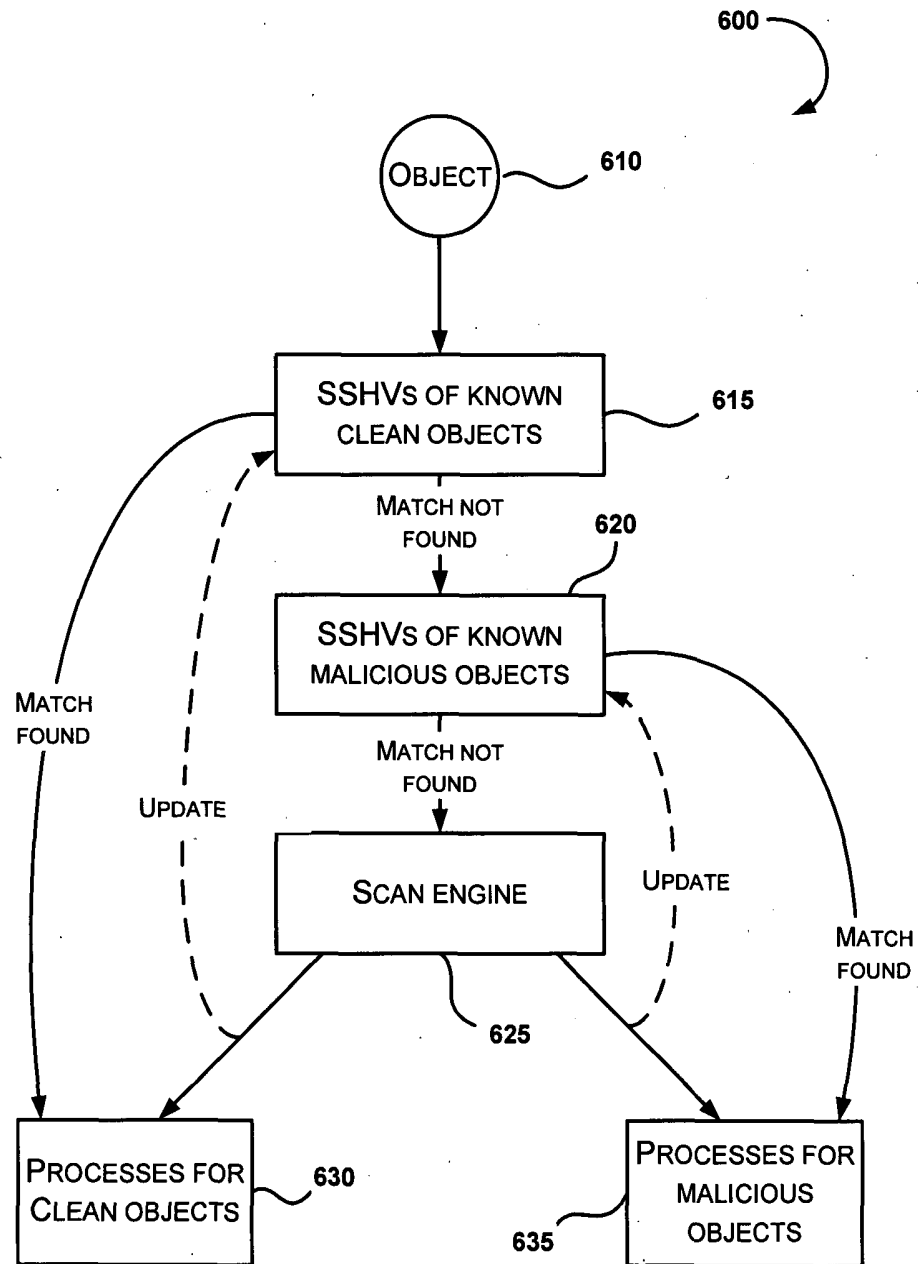 600
OBJECT
610
SSHVS OF KNOWN
CLEAN OBJECTS
615
MATCH NOT
FOUND
620
SSHVS OF KNOWN
MALICIOUS OBJECTS
MATCH
FOUND
MATCH NOT
FOUND
UPDATE
SCAN ENGINE
UPDATE
MATCH
FOUND
625
PROCESSES FOR
CLEAN OBJECTS
630
PROCESSES FOR
MALICIOUS
OBJECTS
635